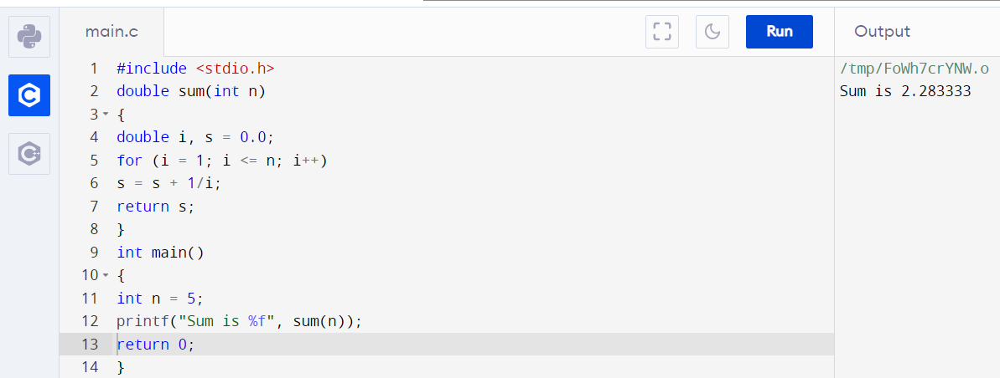 main.c
Run
Output
1 #include <stdio.h>
2 double sum(int n)
3 {
4 double i, s = 0.0;
5 for (i = 1; i <= n; i++)
6 s = s + 1/i;
7 return s;
8 }
9 int main()
10 {
11 int n = 5;
12 printf("Sum is %f", sum(n));
13 return 0;
14 }
/tmp/FoWh7crYNW.o
Sum is 2.283333